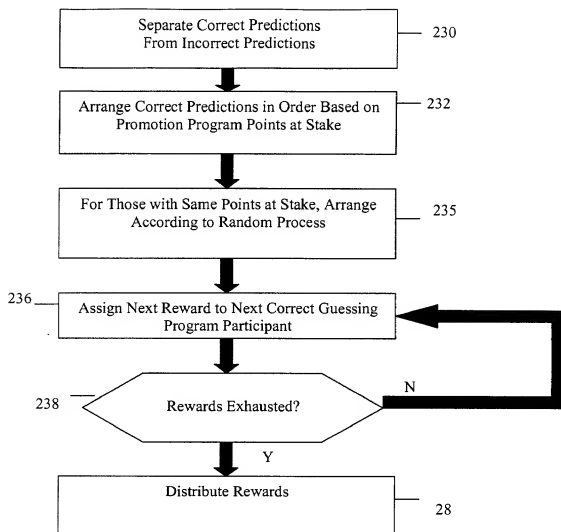 Separate Correct Predictions
From Incorrect Predictions
230
Arrange Correct Predictions in Order Based on
Promotion Program Points at Stake
232
For Those with Same Points at Stake, Arrange
According to Random Process
235
236
Assign Next Reward to Next Correct Guessing
Program Participant
238
Rewards Exhausted?
N
Y
Distribute Rewards
28